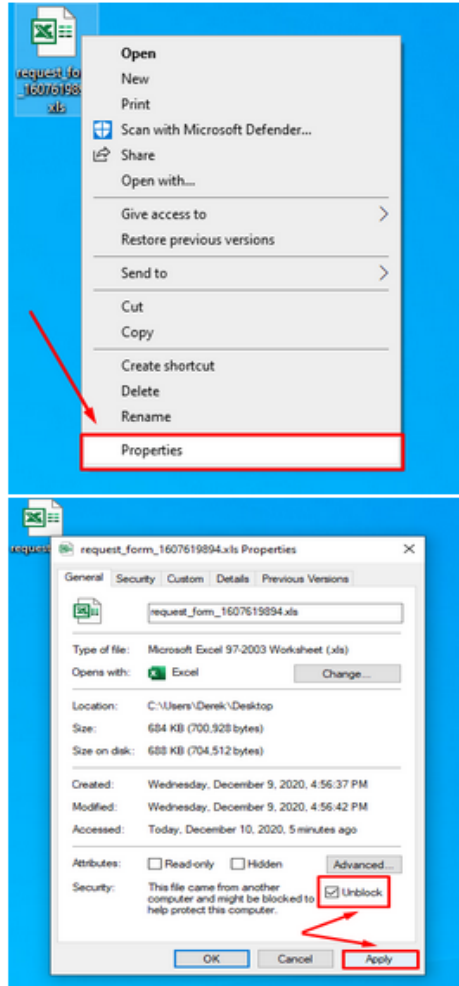 request_fo
_16076198
xls
Open
New
Print
Scan with Microsoft Defender...
Share
Open with...
Give access to
Restore previous versions
Send to
Cut
Copy
Create shortcut
Delete
Rename
Properties
request
request_form_1607619894.xls Properties
General Security Custom Details Previous Versions
request_form_1607619894.xls
Type of file: Microsoft Excel 97-2003 Worksheet (.xls)
Opens with: Excel Change...
Location: C:\Users\Derek\Desktop
Size: 684 KB (700,928 bytes)
Size on disk: 688 KB (704,512 bytes)
Created: Wednesday, December 9, 2020, 4:56:37 PM
Modified: Wednesday, December 9, 2020, 4:56:42 PM
Accessed: Today, December 10, 2020, 5 minutes ago
Attributes: Read-only Hidden Advanced...
Security: This file came from another
computer and might be blocked to
help protect this computer.
Unblock
OK Cancel Apply